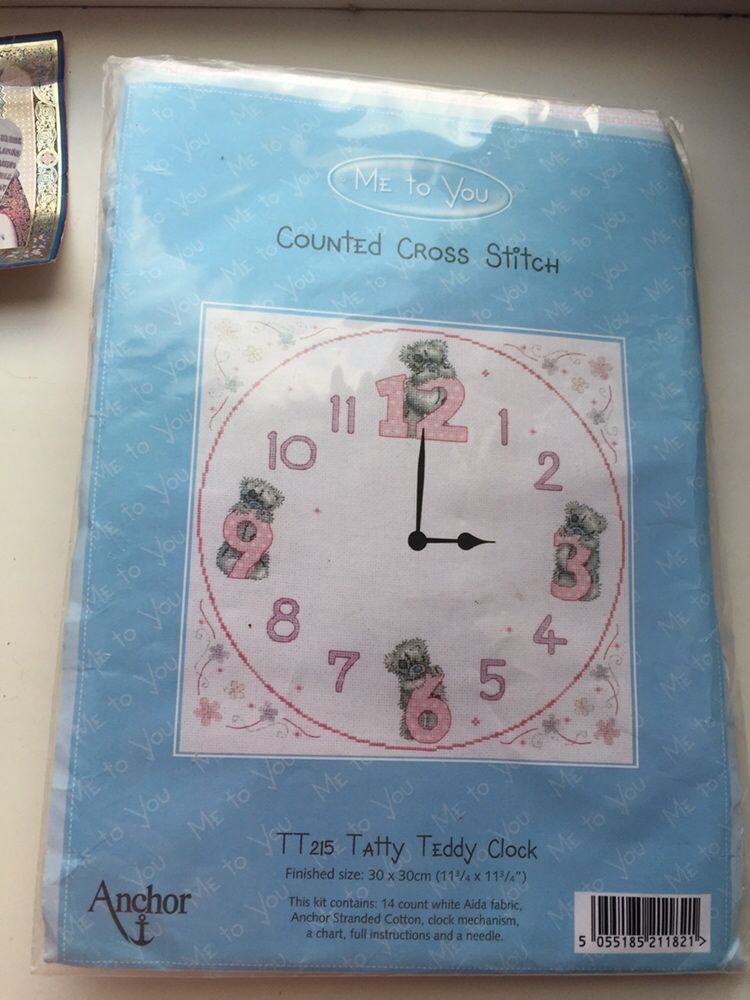 Me to You
Counted Cross Stitch
12
11
1
10
2
9
3
8
4
7
5
6
TT215 Tatty Teddy Clock
Finished size: 30 x 30cm (11¾ x 11¾")
This kit contains: 14 count white Aida fabric,
Anchor Stranded Cotton, clock mechanism,
a chart, full instructions and a needle.
Anchor
5 055185 211821 >